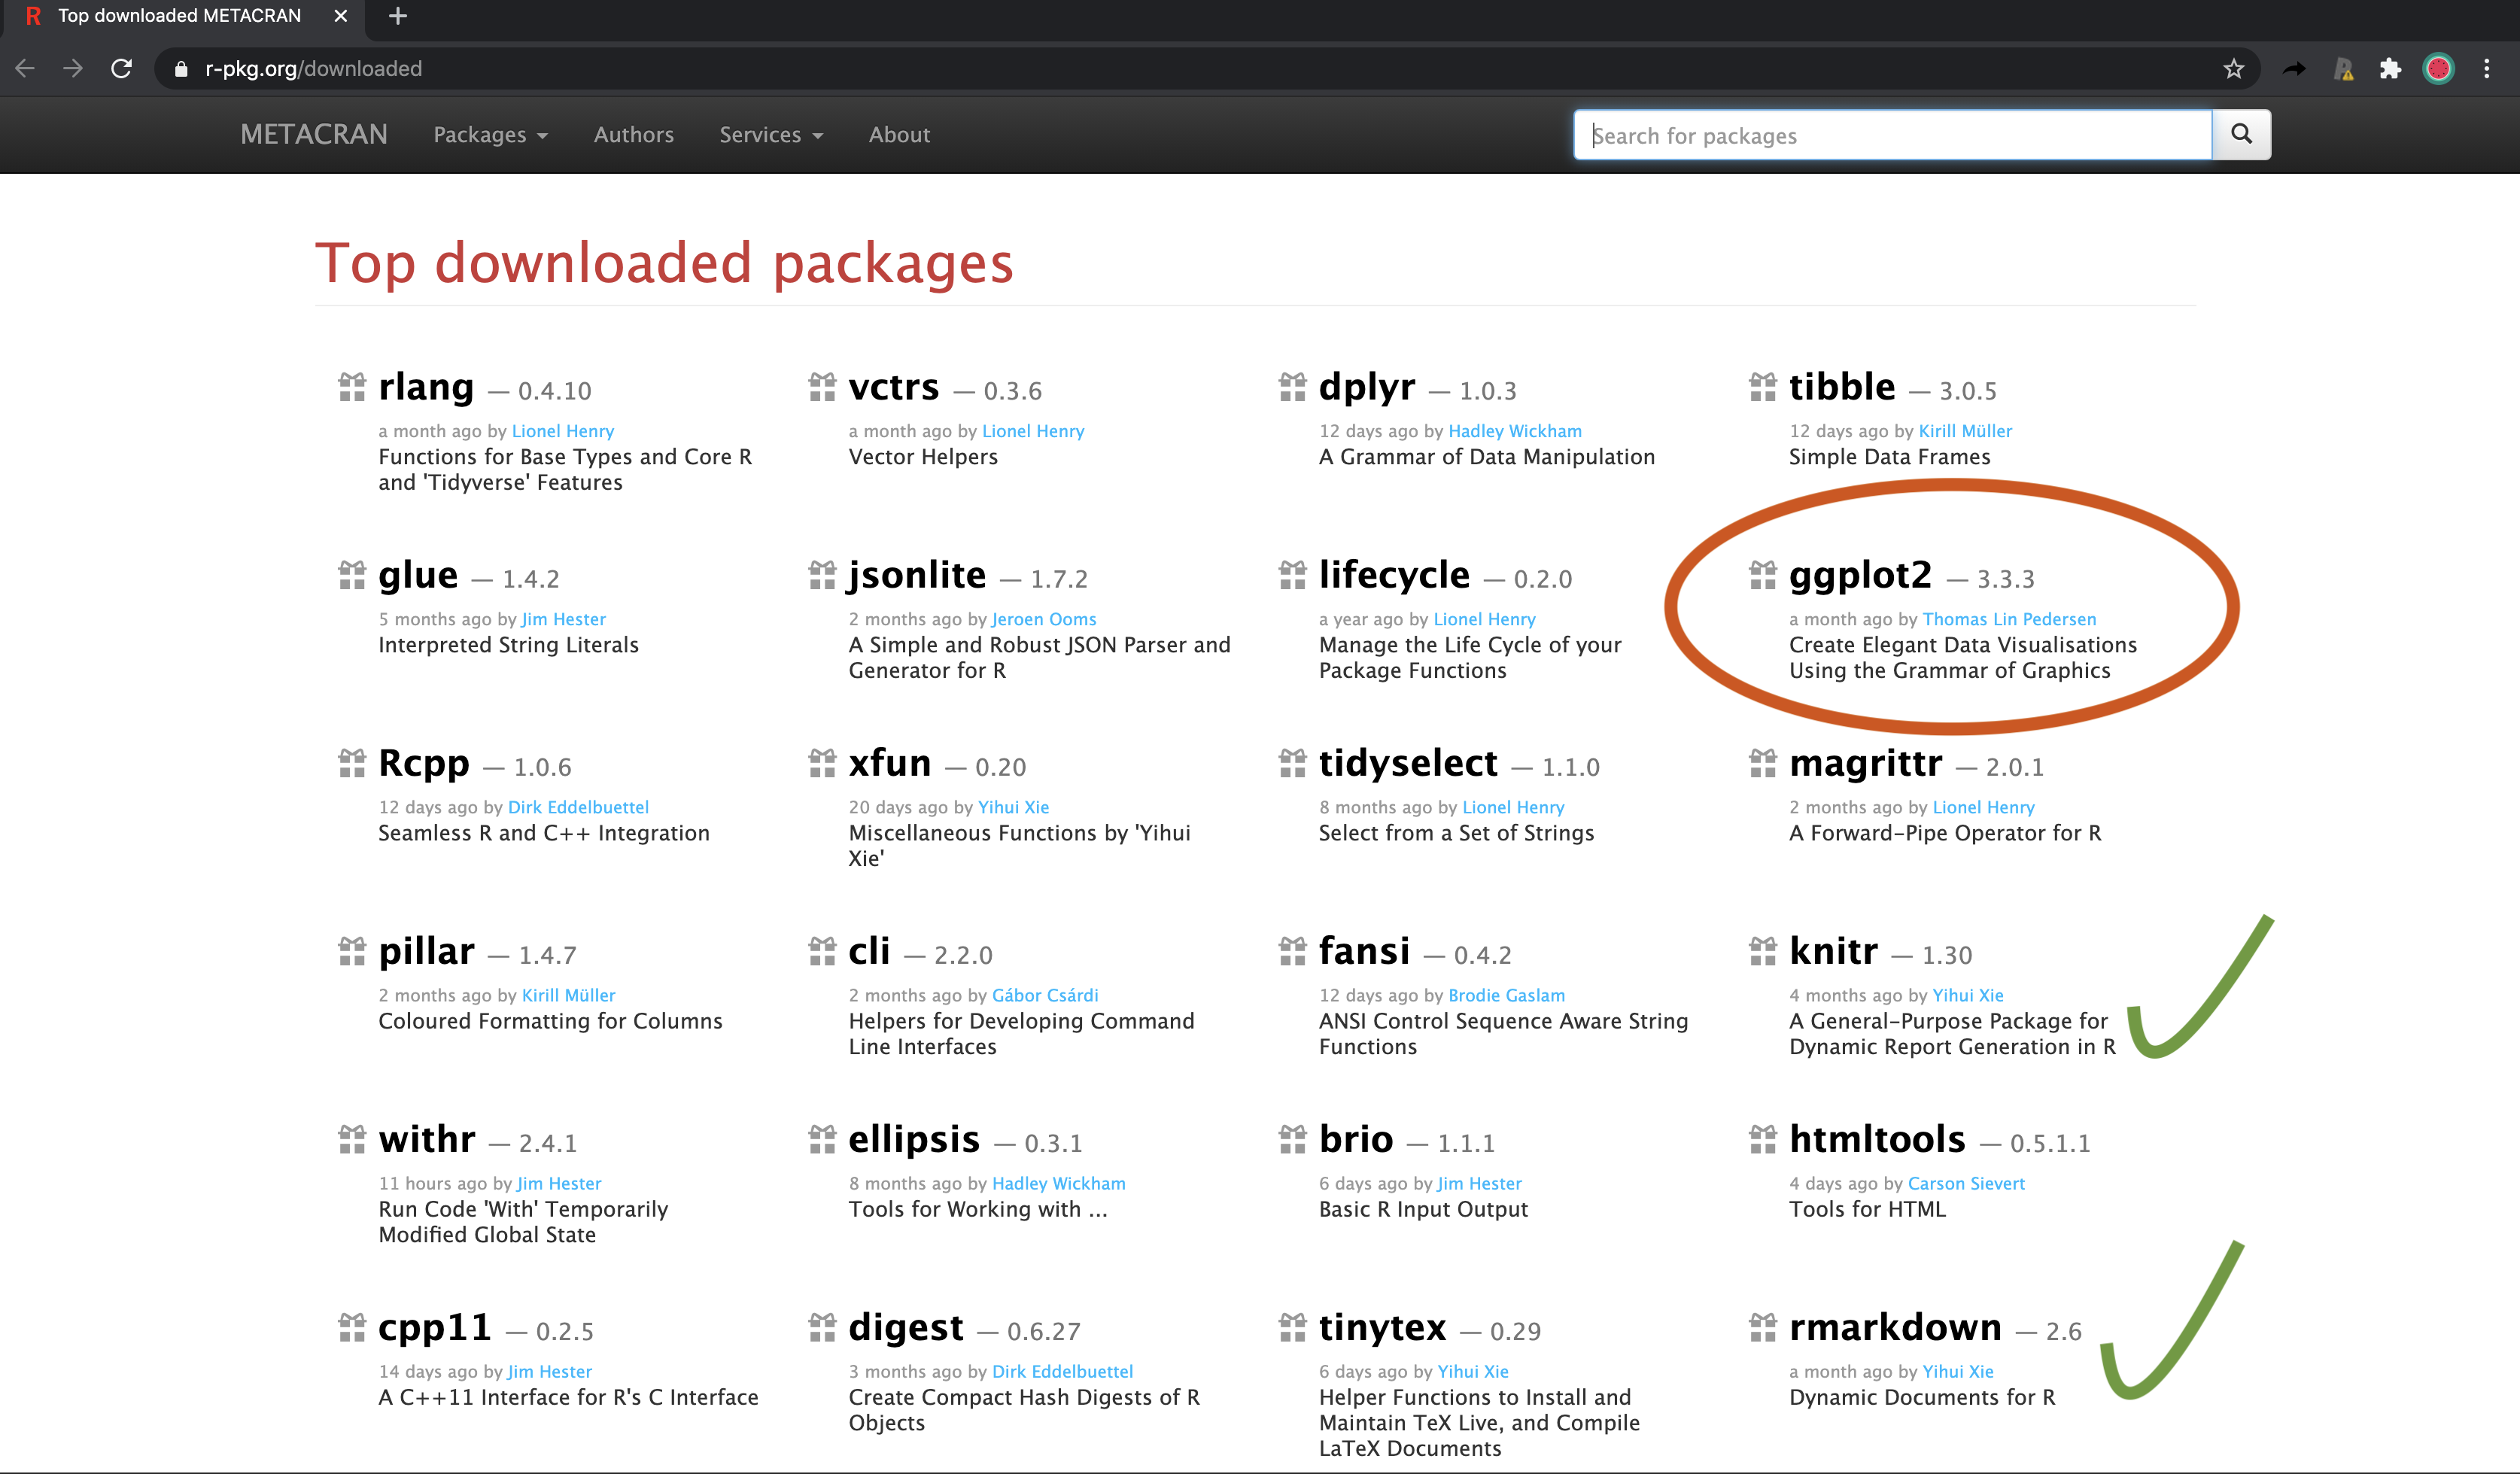 Top downloaded METACRAN
r-pkg.org/downloaded
METACRAN Packages Authors Services About Search for packages
Top downloaded packages
rlang — 0.4.10
a month ago by Lionel Henry
Functions for Base Types and Core R
and 'Tidyverse' Features
vctrs — 0.3.6
a month ago by Lionel Henry
Vector Helpers
dplyr — 1.0.3
12 days ago by Hadley Wickham
A Grammar of Data Manipulation
tibble — 3.0.5
12 days ago by Kirill Müller
Simple Data Frames
glue — 1.4.2
5 months ago by Jim Hester
Interpreted String Literals
jsonlite — 1.7.2
2 months ago by Jeroen Ooms
A Simple and Robust JSON Parser and
Generator for R
lifecycle — 0.2.0
a year ago by Lionel Henry
Manage the Life Cycle of your
Package Functions
ggplot2 — 3.3.3
a month ago by Thomas Lin Pedersen
Create Elegant Data Visualisations
Using the Grammar of Graphics
Rcpp — 1.0.6
12 days ago by Dirk Eddelbuettel
Seamless R and C++ Integration
xfun — 0.20
20 days ago by Yihui Xie
Miscellaneous Functions by 'Yihui
Xie'
tidyselect — 1.1.0
8 months ago by Lionel Henry
Select from a Set of Strings
magrittr — 2.0.1
2 months ago by Lionel Henry
A Forward-Pipe Operator for R
pillar — 1.4.7
2 months ago by Kirill Müller
Coloured Formatting for Columns
cli — 2.2.0
2 months ago by Gábor Csárdi
Helpers for Developing Command
Line Interfaces
fansi — 0.4.2
12 days ago by Brodie Gaslam
ANSI Control Sequence Aware String
Functions
knitr — 1.30
4 months ago by Yihui Xie
A General-Purpose Package for
Dynamic Report Generation in R
withr — 2.4.1
11 hours ago by Jim Hester
Run Code 'With' Temporarily
Modified Global State
ellipsis — 0.3.1
8 months ago by Hadley Wickham
Tools for Working with ...
brio — 1.1.1
6 days ago by Jim Hester
Basic R Input Output
htmltools — 0.5.1.1
4 days ago by Carson Sievert
Tools for HTML
cpp11 — 0.2.5
14 days ago by Jim Hester
A C++11 Interface for R's C Interface
digest — 0.6.27
3 months ago by Dirk Eddelbuettel
Create Compact Hash Digests of R
Objects
tinytex — 0.29
6 days ago by Yihui Xie
Helper Functions to Install and
Maintain TeX Live, and Compile
LaTeX Documents
rmarkdown — 2.6
a month ago by Yihui Xie
Dynamic Documents for R